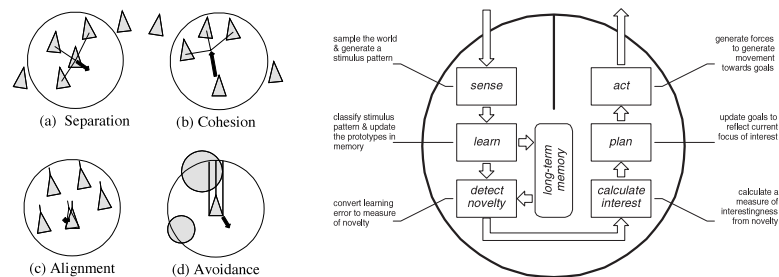 (a) Separation
(b) Cohesion
(c) Alignment
(d) Avoidance
sample the world
& generate a
stimulus pattern
sense
classify stimulus
pattern & update
the prototypes in
memory
learn
convert learning
error to measure
of novelty
detect
novelty
long-term
memory
generate forces
to generate
movement
towards goals
act
update goals to
reflect current
focus of interest
plan
calculate a
measure of
interestingness
from novelty
calculate
interest